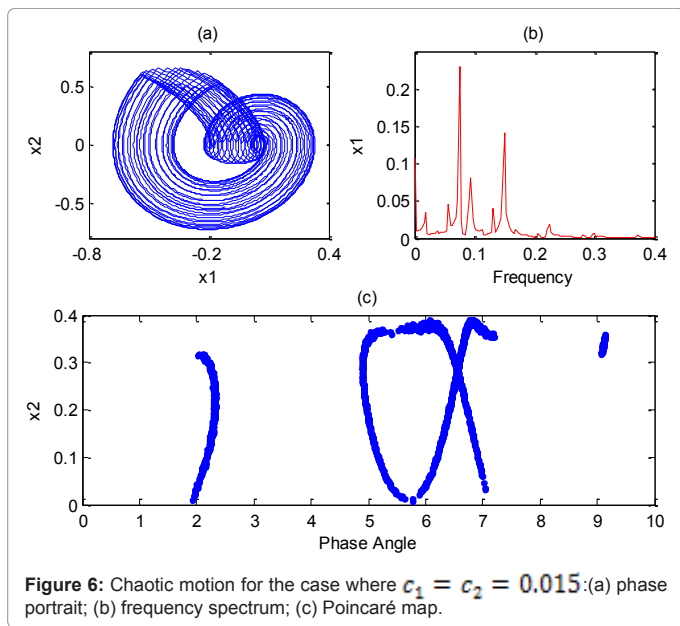 (a)
x2
0.5
0
-0.5
-0.8
-0.2
0.4
x1
(b)
x1
0.2
0.15
0.1
0.05
0
0
0.1
0.2
0.3
0.4
Frequency
(c)
x2
0.4
0.3
0.2
0.1
0
0
1
2
3
4
5
6
7
8
9
10
Phase Angle
Figure 6: Chaotic motion for the case where c₁ = c₂ = 0.015:(a) phase
portrait; (b) frequency spectrum; (c) Poincaré map.